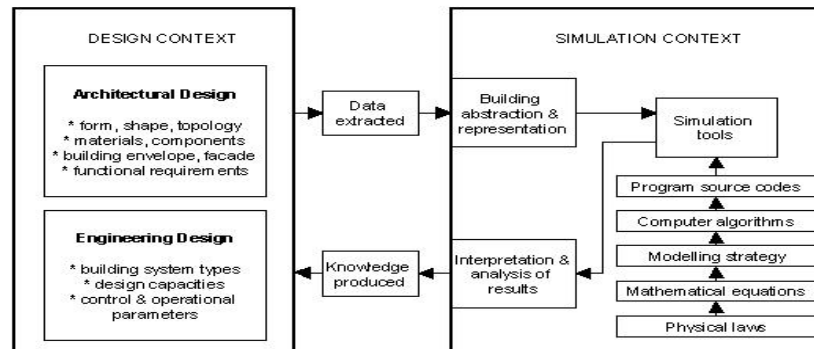 DESIGN CONTEXT
Architectural Design
* form, shape, topology
* materials, components
* building envelope, facade
* functional requirements
Engineering Design
* building system types
* design capacities
* control & operational
parameters
Data
extracted
Knowledge
produced
SIMULATION CONTEXT
Building
abstraction &
representation
Simulation
tools
Program source codes
Computer algorithms
Modelling strategy
Mathematical equations
Physical laws
Interpretation &
analysis of
results